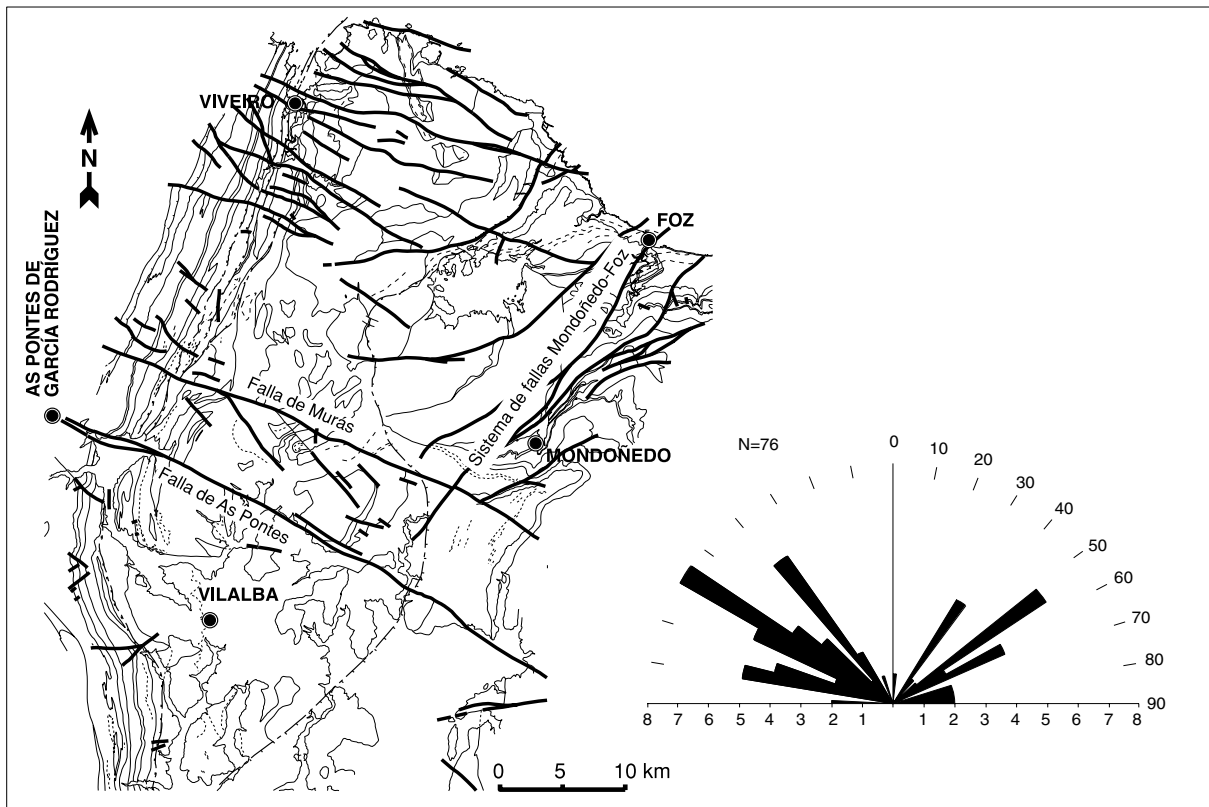 VIVEIRO
N
FOZ
AS PONTES DE
GARCÍA RODRÍGUEZ
Sistema de fallas Mondoñedo-Foz
Falla de Murás
MONDOÑEDO
Falla de As Pontes
VILALBA
0 5 10 km
N=76
0
10
20
30
40
50
60
70
80
90
8 7 6 5 4 3 2 1 0 1 2 3 4 5 6 7 8